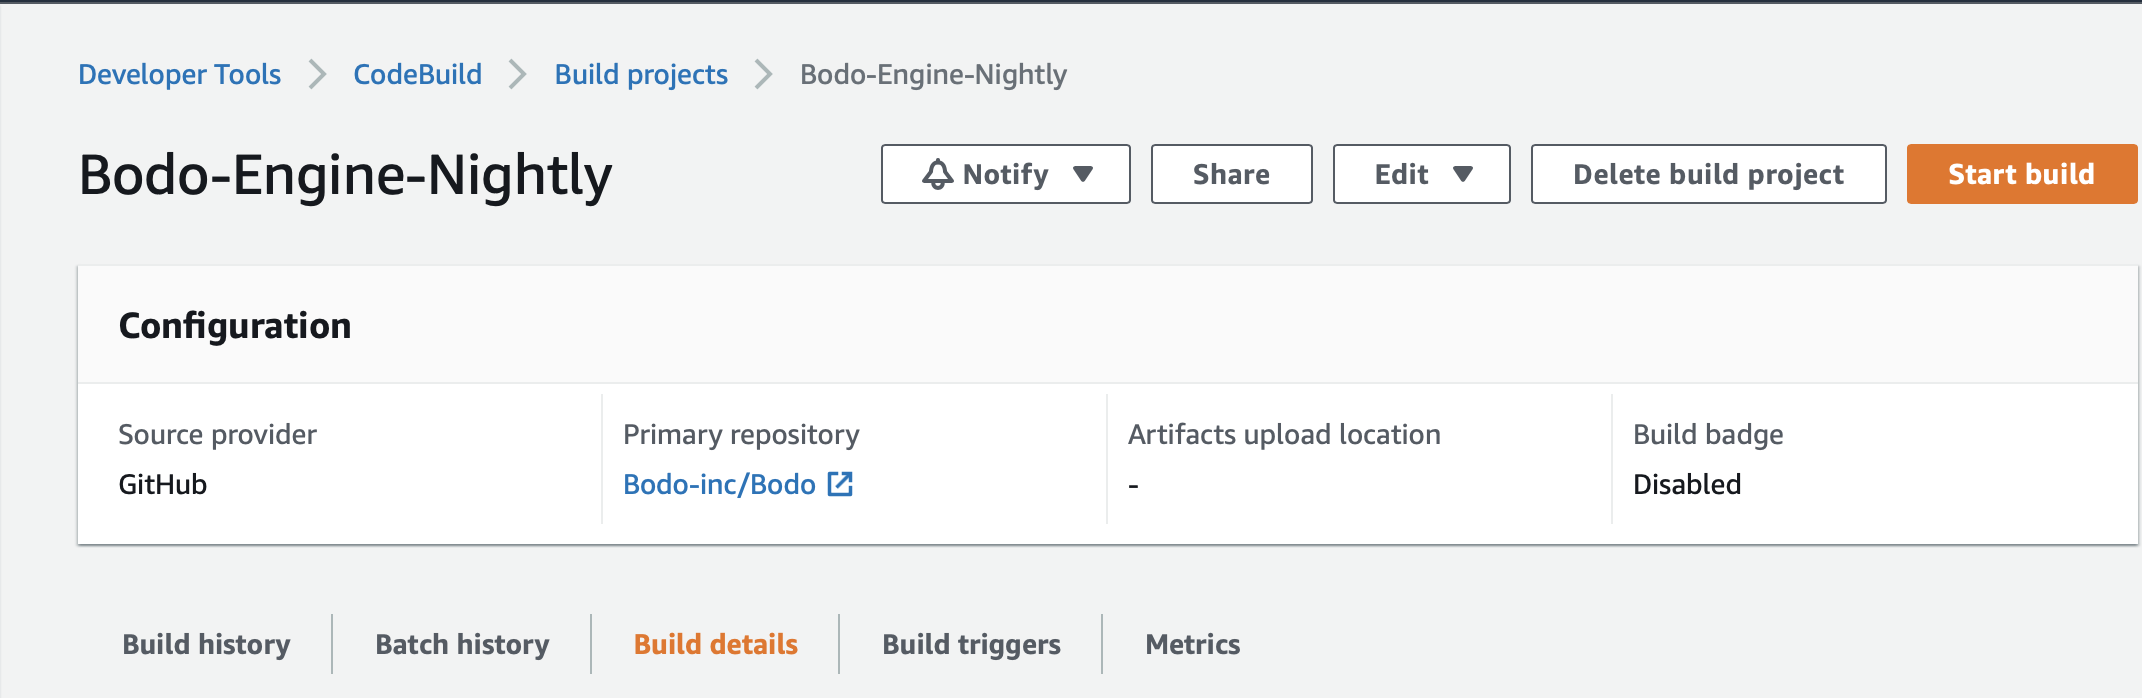 Developer Tools > CodeBuild > Build projects > Bodo-Engine-Nightly
Bodo-Engine-Nightly
Notify Share Edit Delete build project Start build
Configuration
Source provider Primary repository Artifacts upload location Build badge
GitHub Bodo-inc/Bodo - Disabled
Build history Batch history Build details Build triggers Metrics